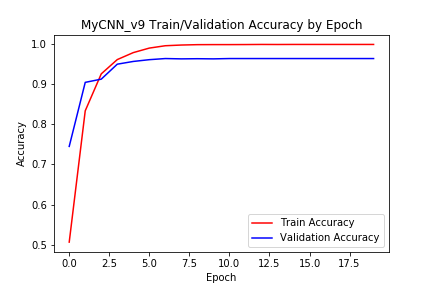 MyCNN_v9 Train/Validation Accuracy by Epoch
1.0
0.9
0.8
0.7
0.6
0.5
Accuracy
0.0 2.5 5.0 7.5 10.0 12.5 15.0 17.5
Epoch
Train Accuracy
Validation Accuracy